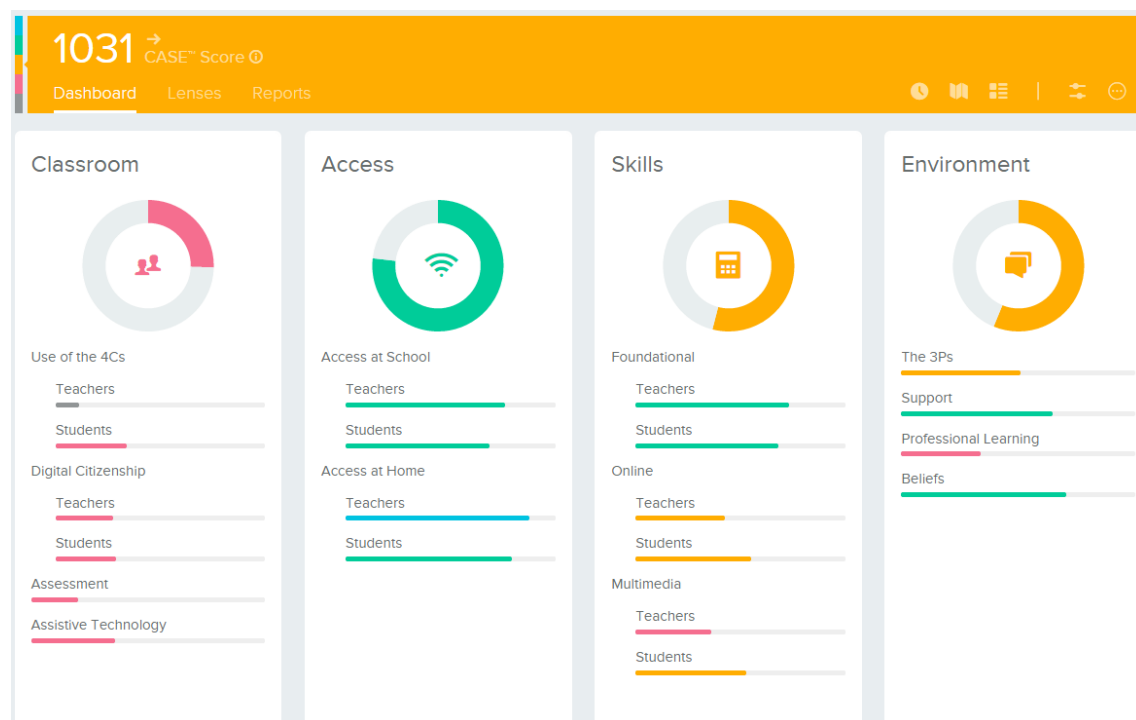 1031 CASE™ Score
Dashboard Lenses Reports
Classroom
Use of the 4Cs
Teachers
Students
Digital Citizenship
Teachers
Students
Assessment
Assistive Technology
Access
Access at School
Teachers
Students
Access at Home
Teachers
Students
Skills
Foundational
Teachers
Students
Online
Teachers
Students
Multimedia
Teachers
Students
Environment
The 3Ps
Support
Professional Learning
Beliefs